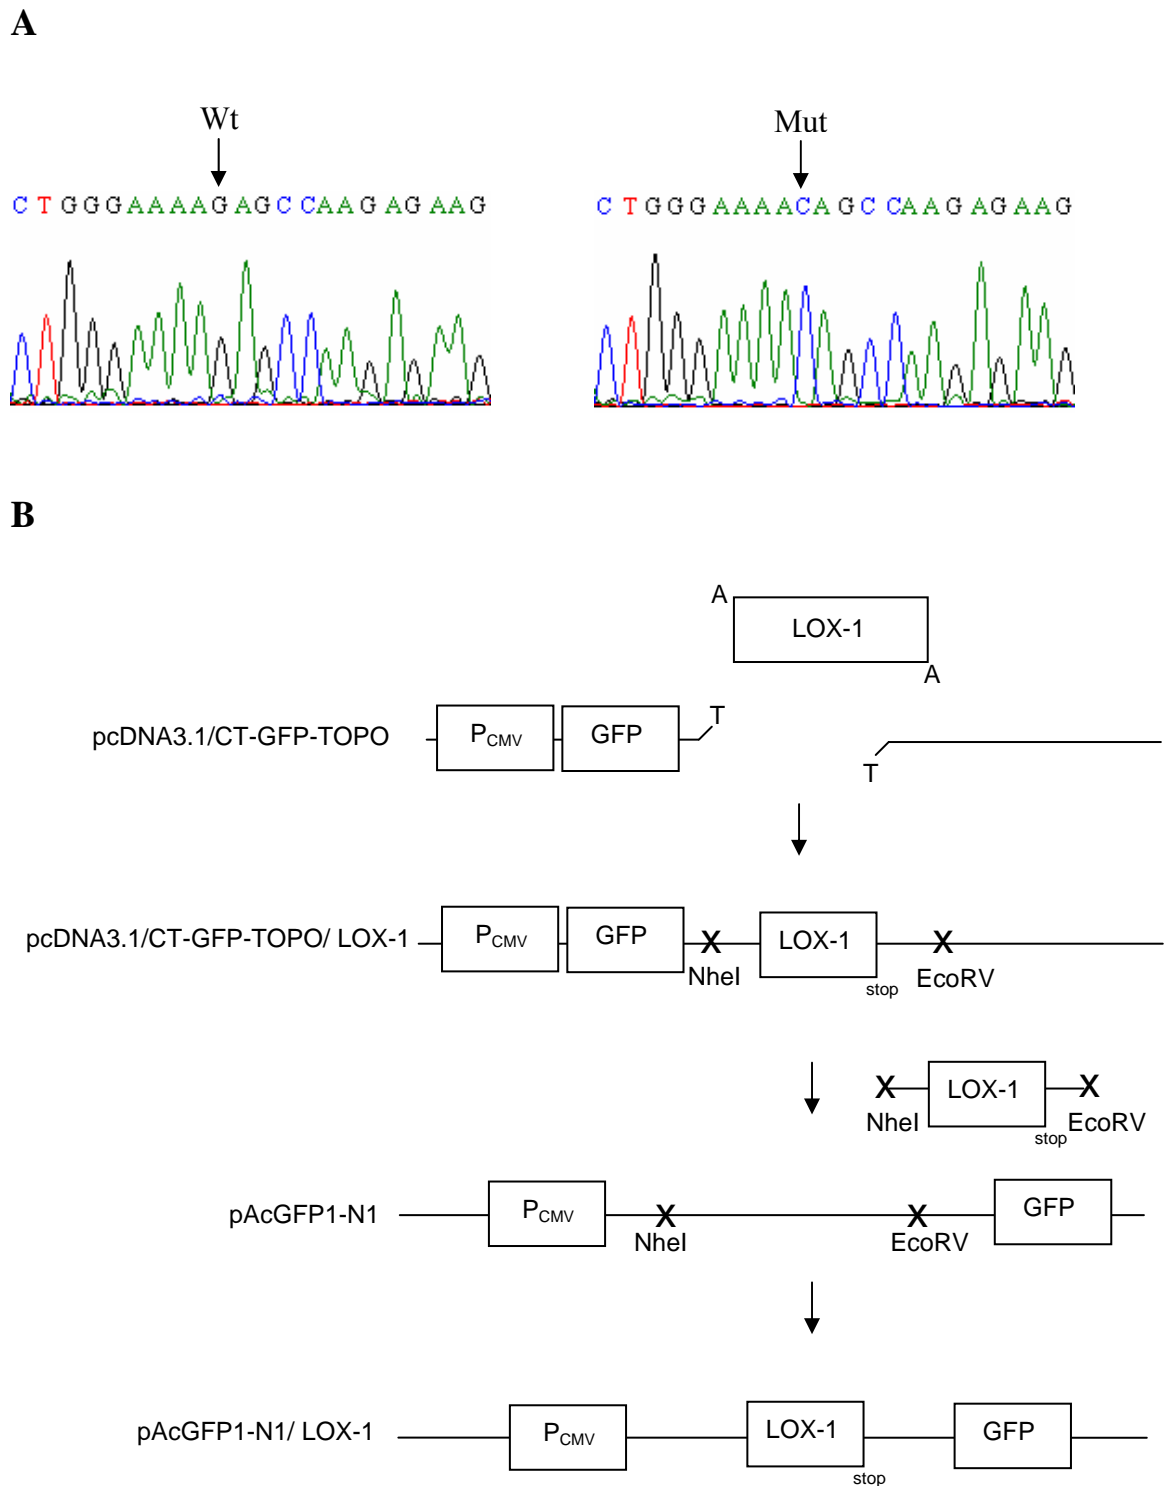 A
Wt
Mut
C T G G G A A A A G A G C C A A G A G A A G
C T G G G A A A A C A G C C A A G A G A A G
B
A
LOX-1
A
pcDNA3.1/CT-GFP-TOPO
PCMV
GFP
T
T
pcDNA3.1/CT-GFP-TOPO/ LOX-1
PCMV
GFP
X
NheI
LOX-1
stop
X
EcoRV
X
NheI
LOX-1
stop
X
EcoRV
pAcGFP1-N1
PCMV
X
NheI
X
EcoRV
GFP
pAcGFP1-N1/ LOX-1
PCMV
LOX-1
stop
GFP